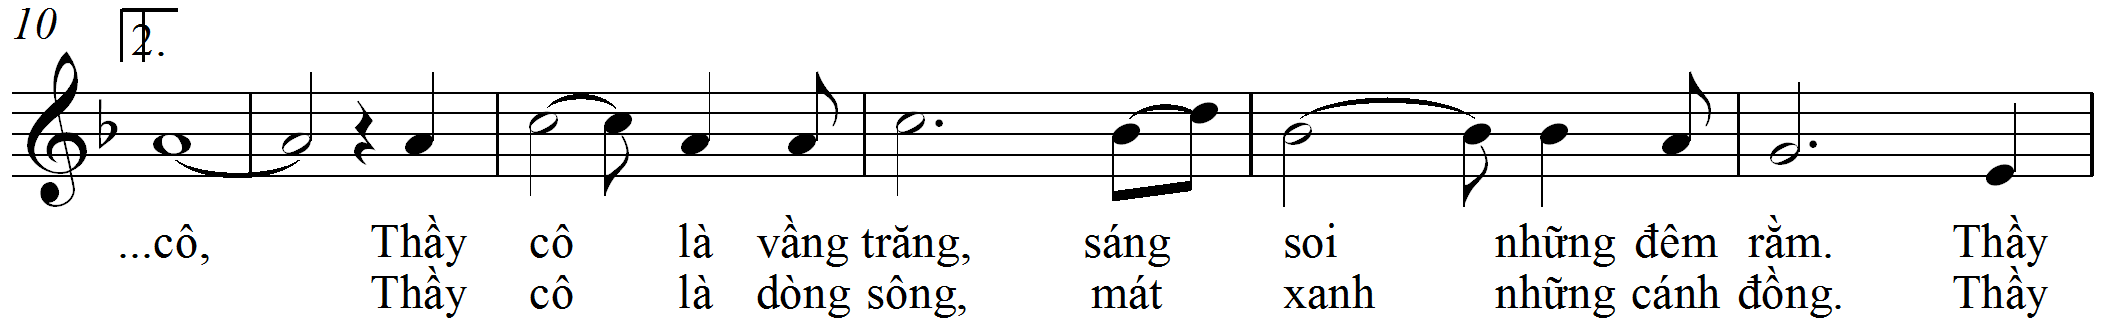 10
2.
...cô, Thầy cô là vầng trăng, sáng soi những đêm rằm. Thầy
Thầy cô là dòng sông, mát xanh những cánh đồng. Thầy